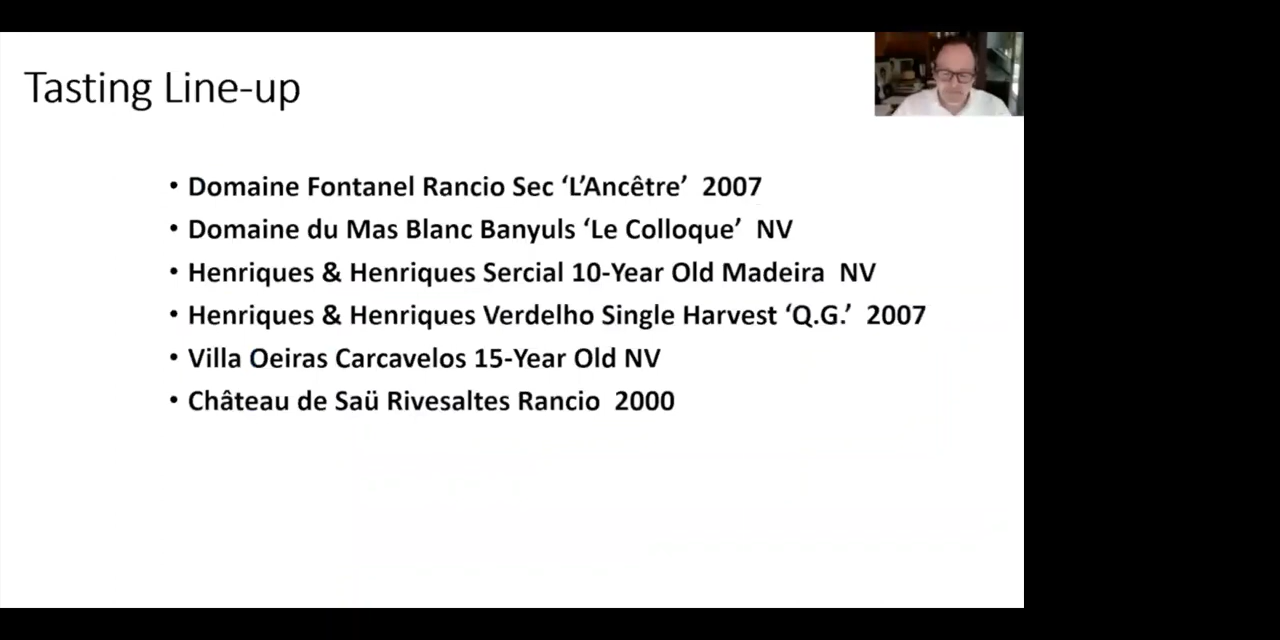 Tasting Line-up
• Domaine Fontanel Rancio Sec ‘L’Ancêtre’ 2007
• Domaine du Mas Blanc Banyuls ‘Le Colloque’ NV
• Henriques & Henriques Sercial 10-Year Old Madeira NV
• Henriques & Henriques Verdelho Single Harvest ‘Q.G.’ 2007
• Villa Oeiras Carcavelos 15-Year Old NV
• Château de Saü Rivesaltes Rancio 2000